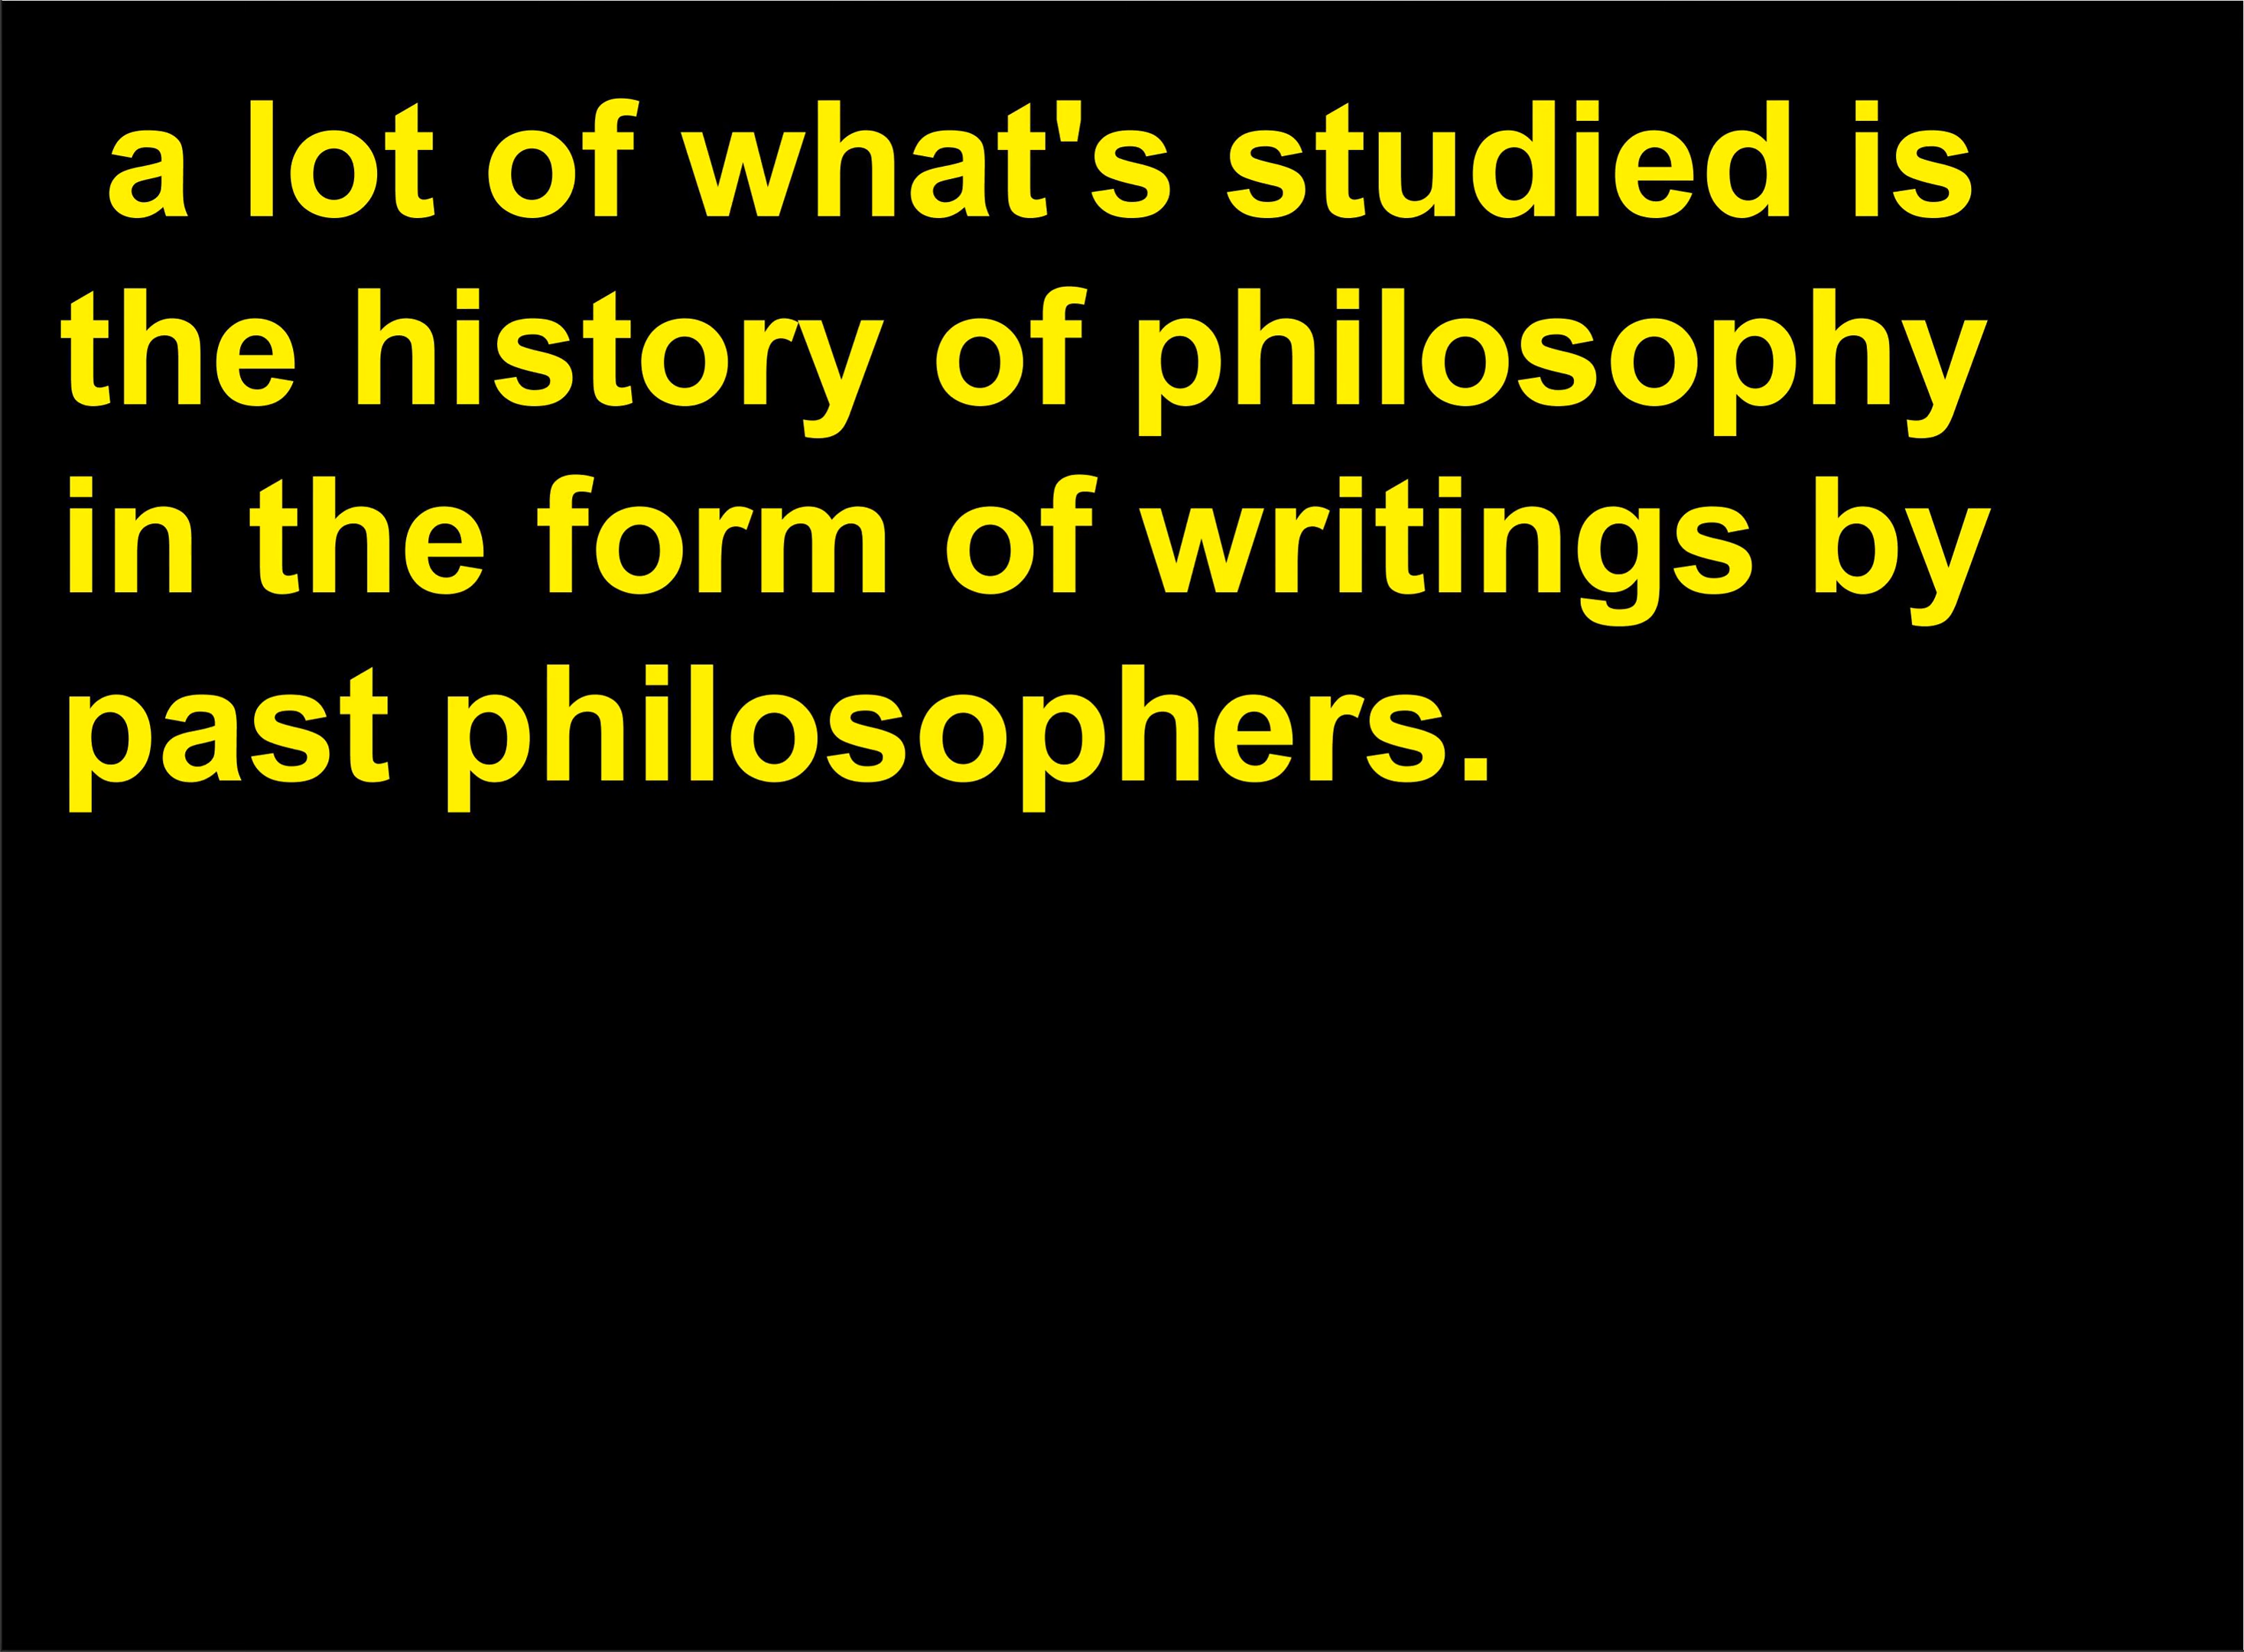 a lot of what's studied is
the history of philosophy
in the form of writings by
past philosophers.